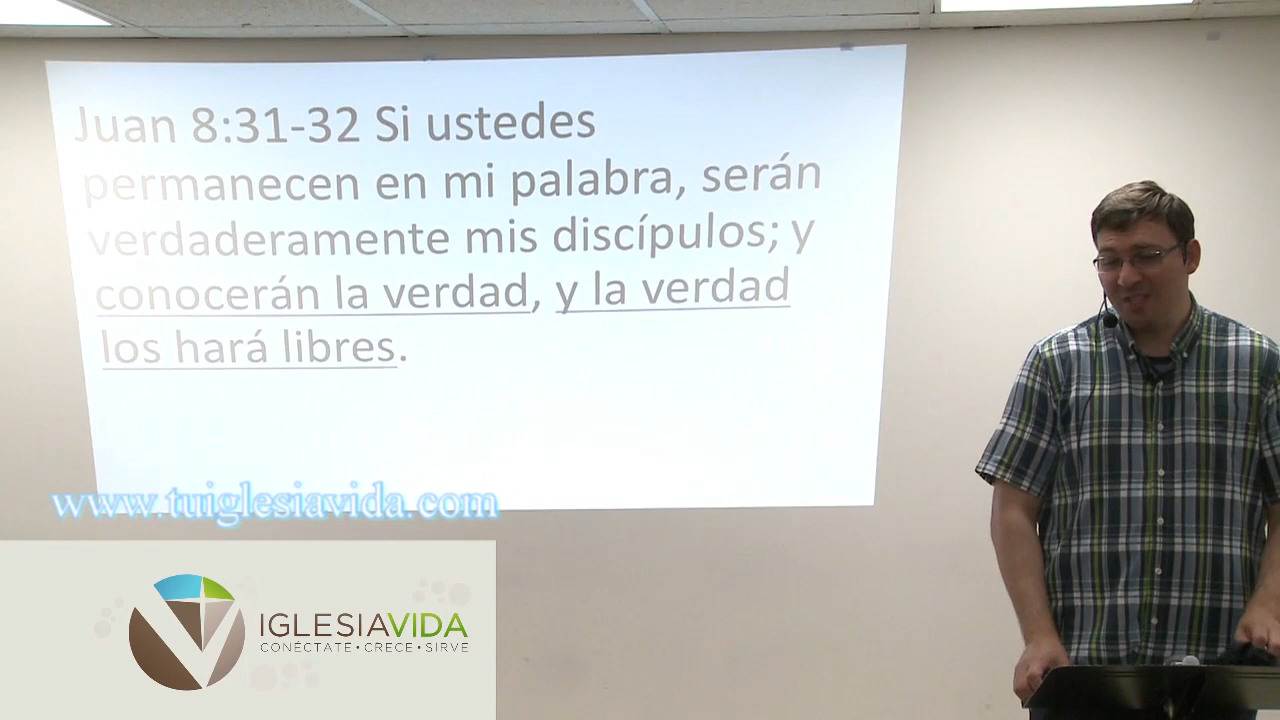 Juan 8:31-32 Si ustedes
permanecen en mi palabra, serán
verdaderamente mis discípulos; y
conocerán la verdad, y la verdad
los hará libres.
www.tuiglesiavida.com
IGLESIAVIDA
CONÉCTATE • CRECE • SIRVE